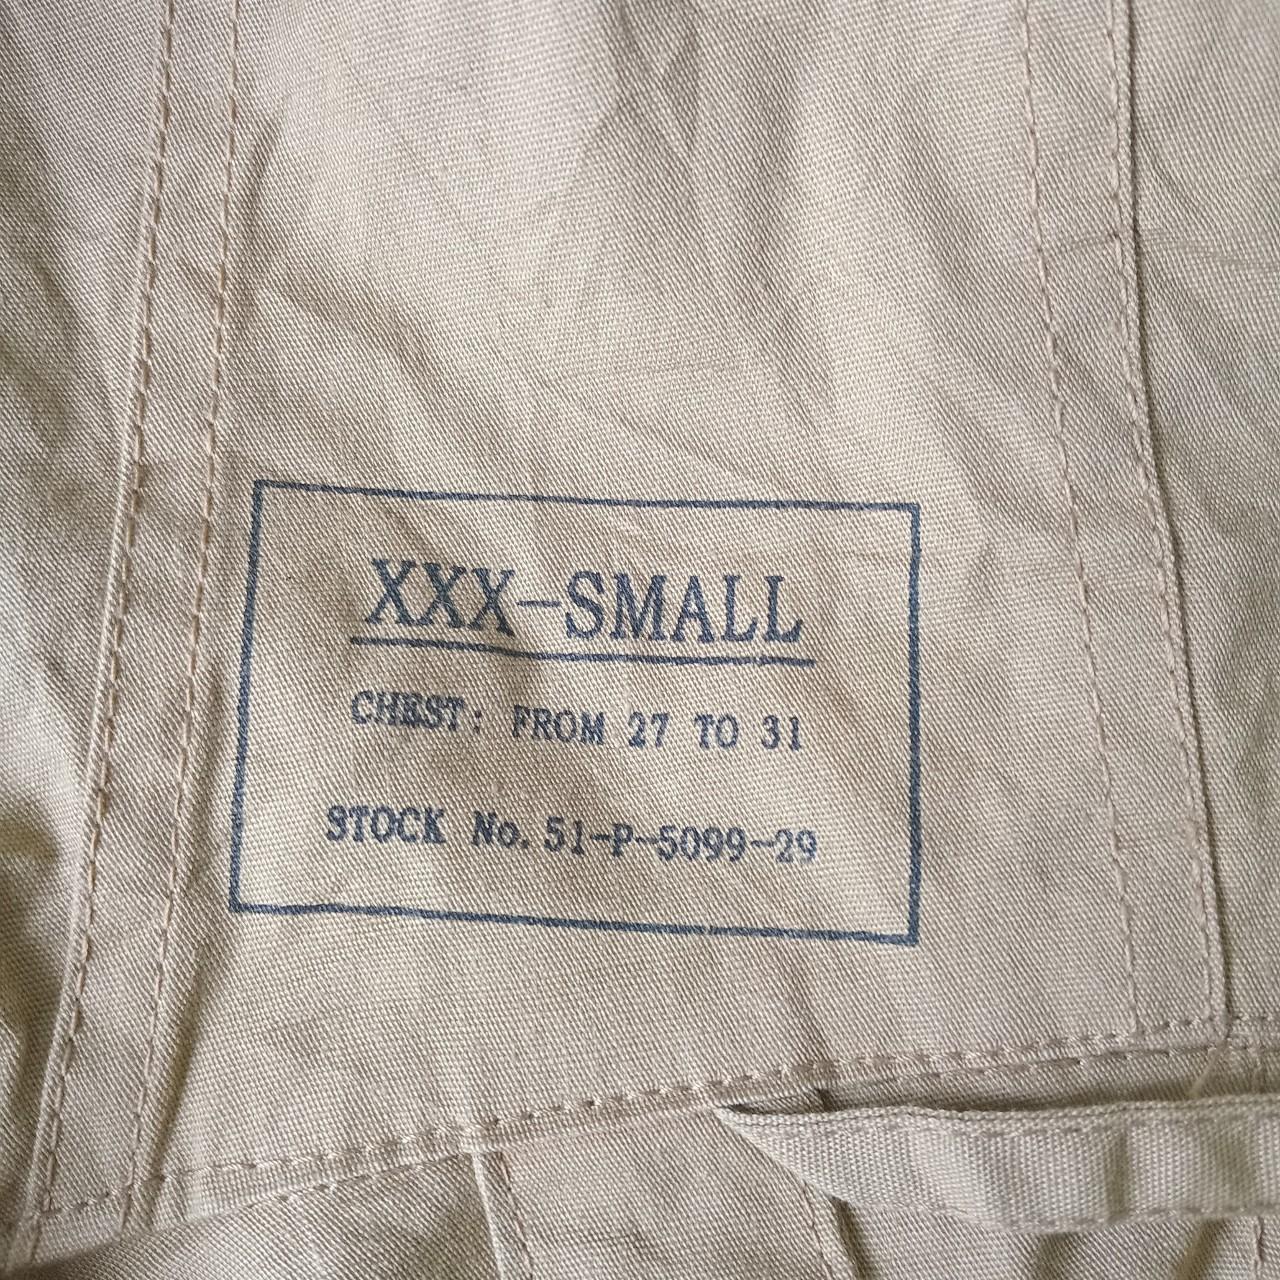 XXX-SMALL
CHEST: FROM 27 TO 31
STOCK No. 51-P-5099-29